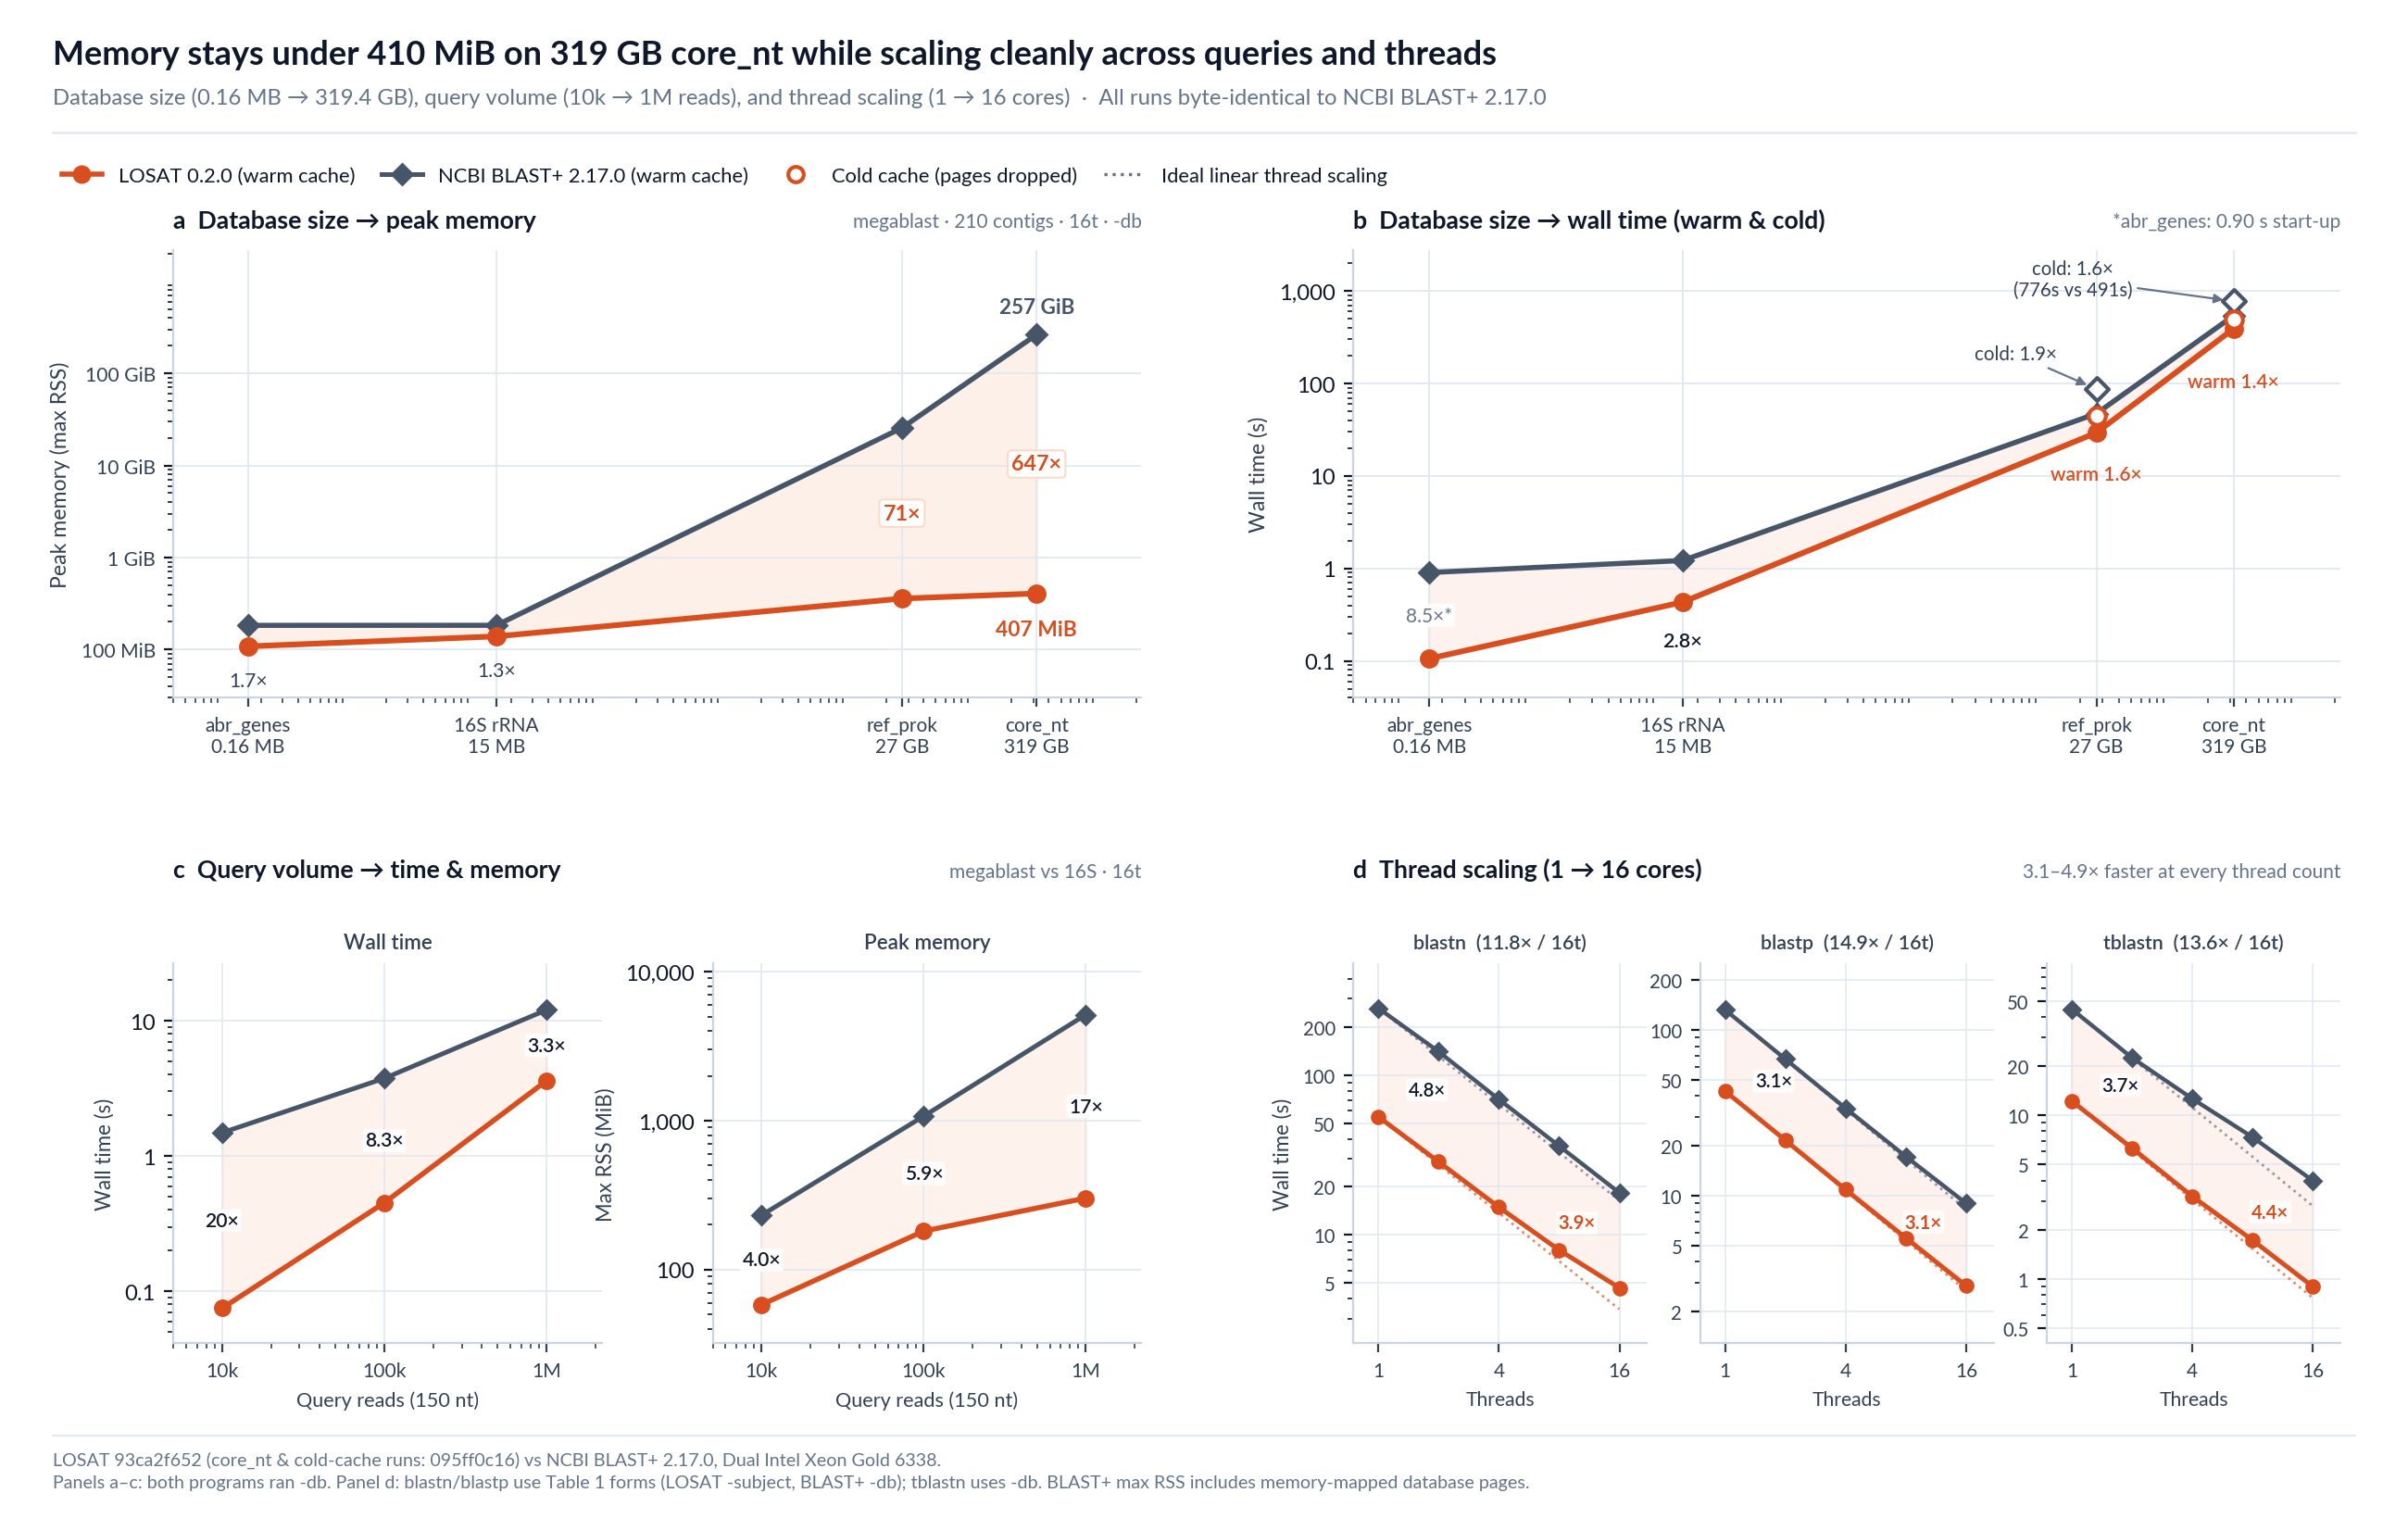 Memory stays under 410 MiB on 319 GB core_nt while scaling cleanly across queries and threads
Database size (0.16 MB → 319.4 GB), query volume (10k → 1M reads), and thread scaling (1 → 16 cores) · All runs byte-identical to NCBI BLAST+ 2.17.0
LOSAT 0.2.0 (warm cache)
NCBI BLAST+ 2.17.0 (warm cache)
Cold cache (pages dropped)
Ideal linear thread scaling
a Database size → peak memory
megablast · 210 contigs · 16t · -db
Peak memory (max RSS)
100 GiB
10 GiB
1 GiB
100 MiB
257 GiB
647×
71×
407 MiB
1.7×
1.3×
abr_genes
0.16 MB
16S rRNA
15 MB
ref_prok
27 GB
core_nt
319 GB
b Database size → wall time (warm & cold)
*abr_genes: 0.90 s start-up
Wall time (s)
1,000
100
10
1
0.1
cold: 1.6×
(776s vs 491s)
cold: 1.9×
warm 1.4×
warm 1.6×
8.5×*
2.8×
abr_genes
0.16 MB
16S rRNA
15 MB
ref_prok
27 GB
core_nt
319 GB
c Query volume → time & memory
megablast vs 16S · 16t
Wall time
Wall time (s)
10
1
0.1
20×
8.3×
3.3×
10k
100k
1M
Query reads (150 nt)
Peak memory
Max RSS (MiB)
10,000
1,000
100
4.0×
5.9×
17×
10k
100k
1M
Query reads (150 nt)
d Thread scaling (1 → 16 cores)
3.1–4.9× faster at every thread count
blastn (11.8× / 16t)
Wall time (s)
200
100
50
20
10
5
4.8×
3.9×
1
4
16
Threads
blastp (14.9× / 16t)
200
100
50
20
10
5
2
3.1×
3.1×
1
4
16
Threads
tblastn (13.6× / 16t)
50
20
10
5
2
1
0.5
3.7×
4.4×
1
4
16
Threads
LOSAT 93ca2f652 (core_nt & cold-cache runs: 095ff0c16) vs NCBI BLAST+ 2.17.0, Dual Intel Xeon Gold 6338.
Panels a–c: both programs ran -db. Panel d: blastn/blastp use Table 1 forms (LOSAT -subject, BLAST+ -db); tblastn uses -db. BLAST+ max RSS includes memory-mapped database pages.